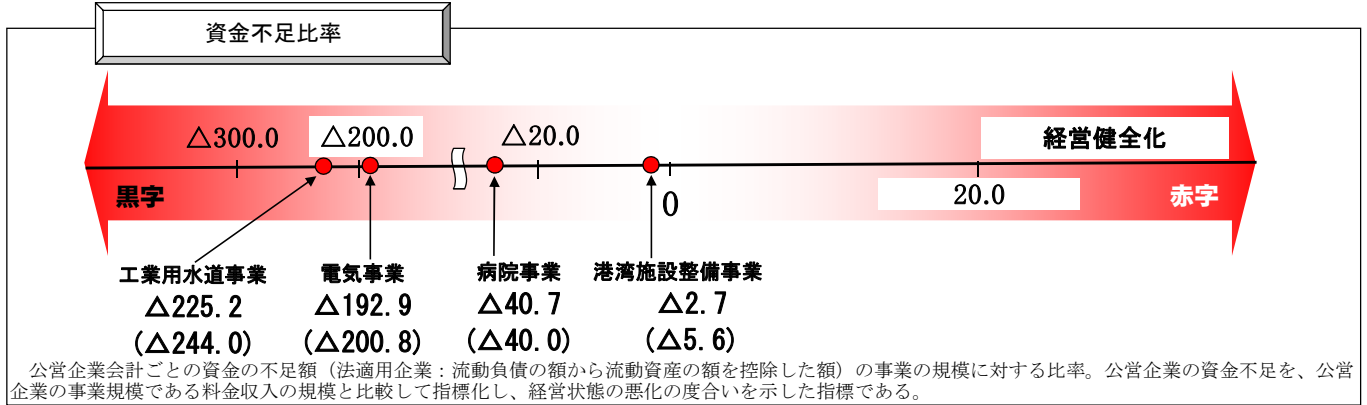 資金不足比率
△300.0 △200.0 △20.0 経営健全化
黒字 0 20.0 赤字
工業用水道事業 電気事業 病院事業 港湾施設整備事業
△225.2 △192.9 △40.7 △2.7
(△244.0) (△200.8) (△40.0) (△5.6)
公営企業会計ごとの資金の不足額（法適用企業：流動負債の額から流動資産の額を控除した額）の事業の規模に対する比率。公営企業の資金不足を、公営
企業の事業規模である料金収入の規模と比較して指標化し、経営状態の悪化の度合いを示した指標である。